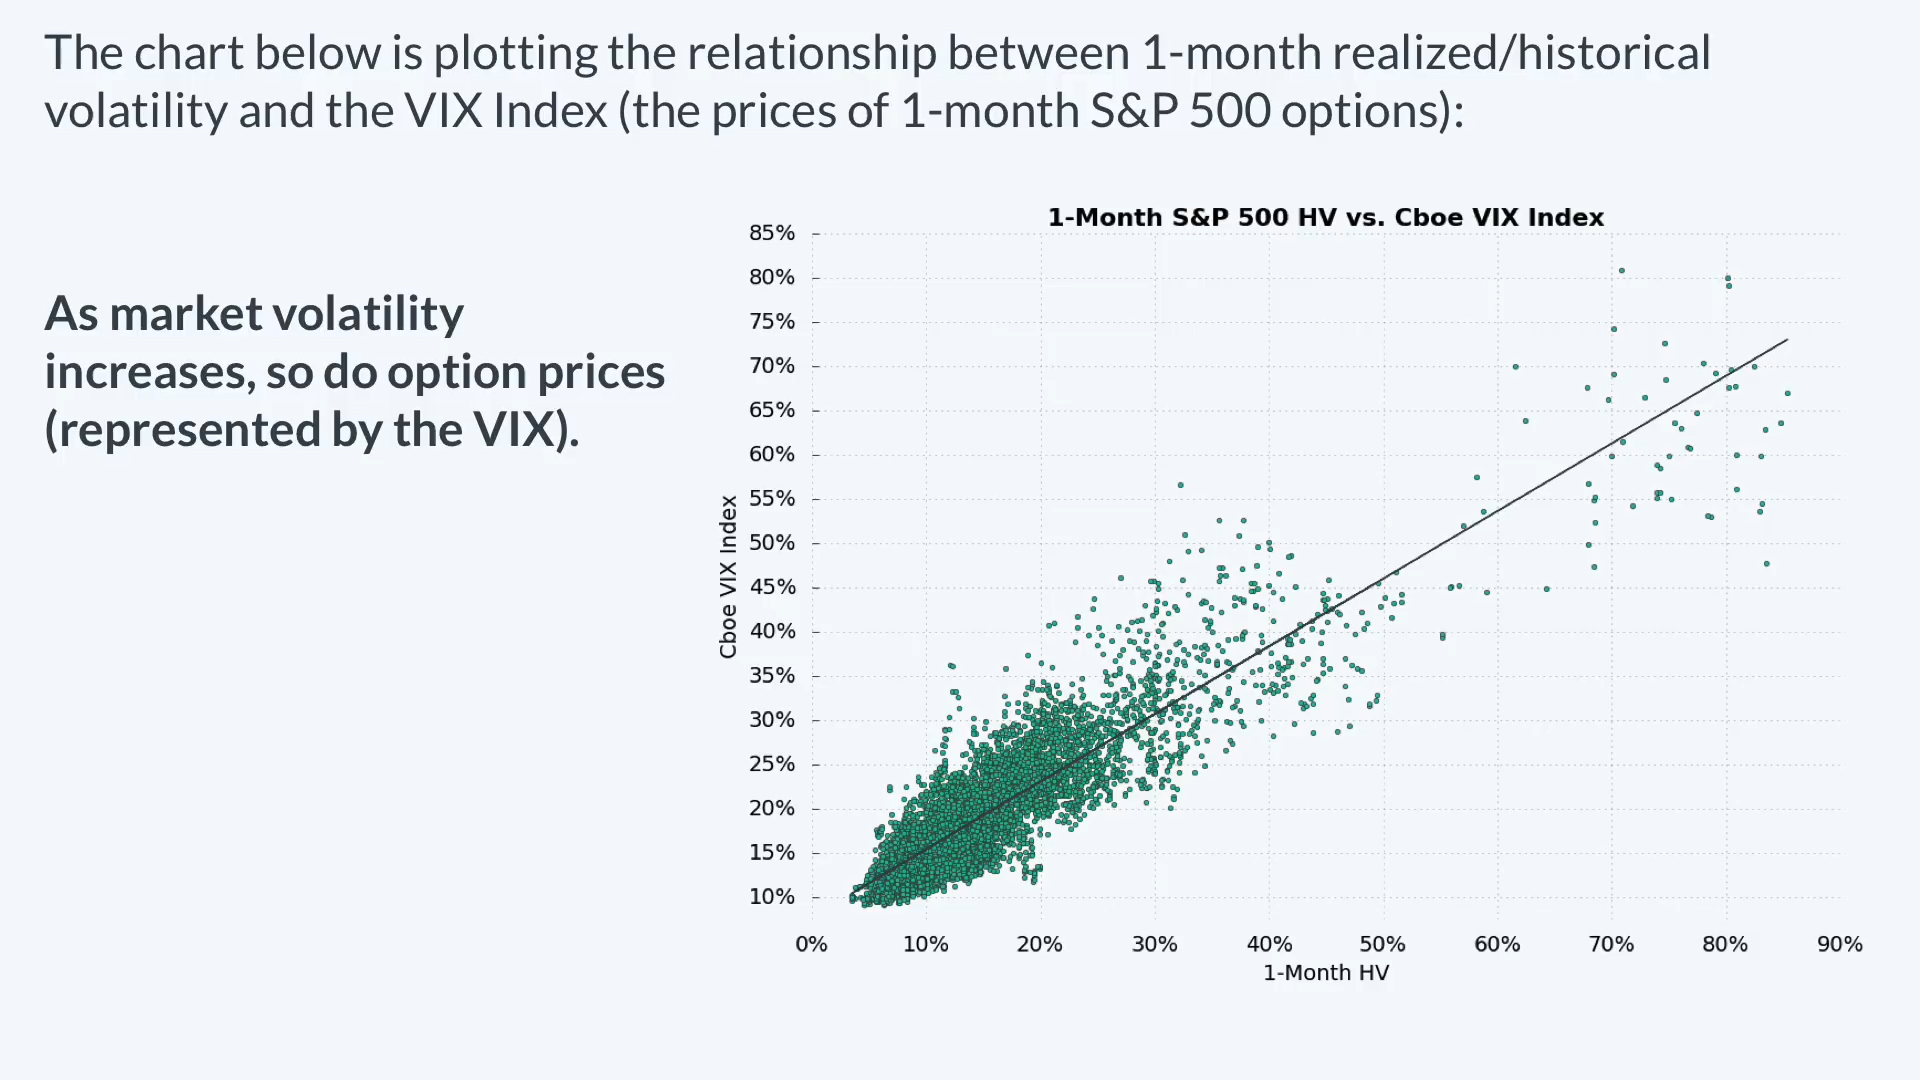 The chart below is plotting the relationship between 1-month realized/historical
volatility and the VIX Index (the prices of 1-month S&P 500 options):
As market volatility
increases, so do option prices
(represented by the VIX).
1-Month S&P 500 HV vs. Cboe VIX Index
85%
80%
75%
70%
65%
60%
55%
50%
45%
40%
35%
30%
25%
20%
15%
10%
Cboe VIX Index
0% 10% 20% 30% 40% 50% 60% 70% 80% 90%
1-Month HV